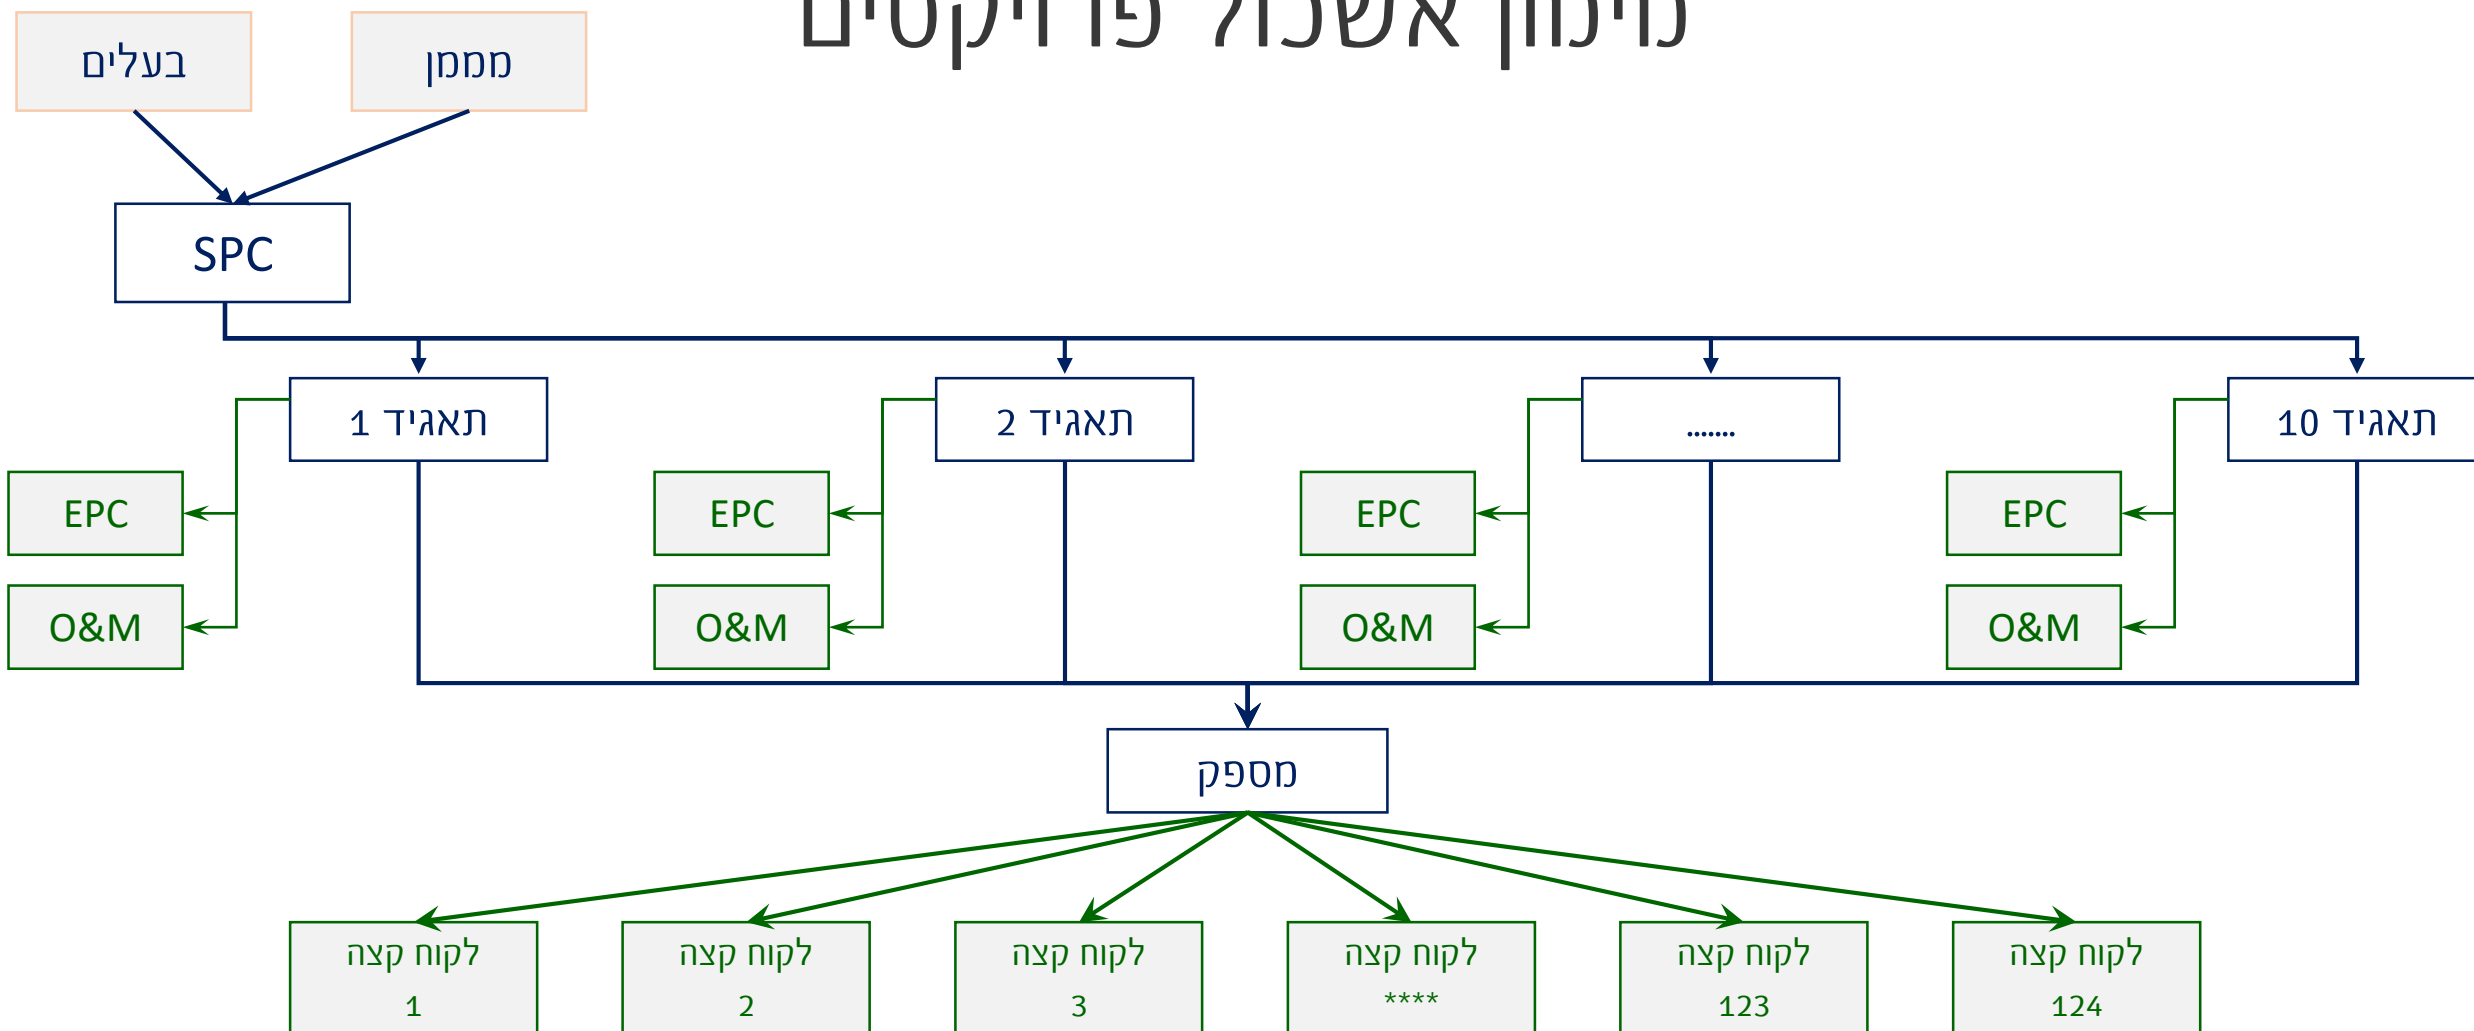 מימון אשכול פרויקטים
בעלים
מממן
SPC
תאגיד 1
תאגיד 2
.......
תאגיד 10
EPC
EPC
EPC
EPC
O&M
O&M
O&M
O&M
מספק
לקוח קצה
1
לקוח קצה
2
לקוח קצה
3
לקוח קצה
****
לקוח קצה
123
לקוח קצה
124